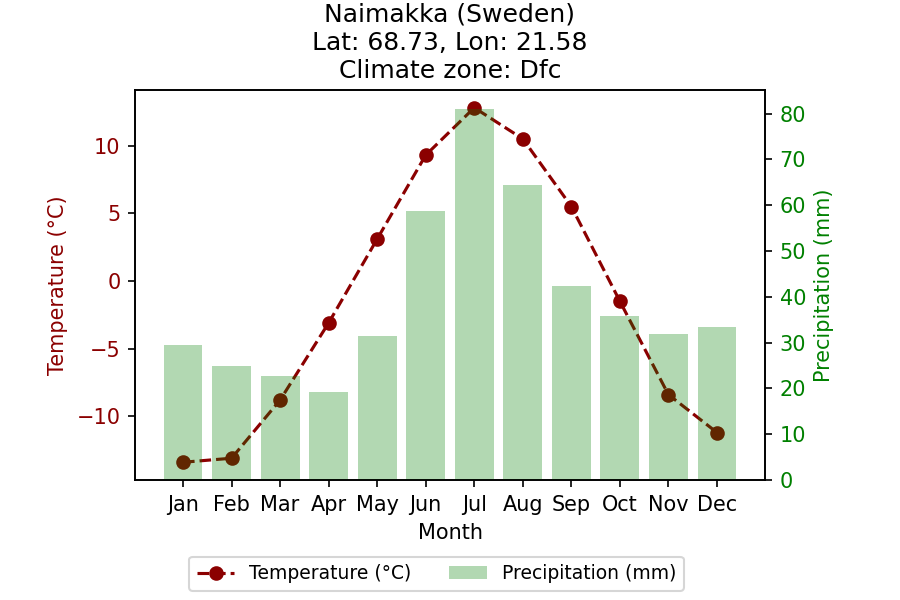 Naimakka (Sweden)
Lat: 68.73, Lon: 21.58
Climate zone: Dfc
Temperature (°C)
10
5
0
−5
−10
Precipitation (mm)
80
70
60
50
40
30
20
10
0
Jan Feb Mar Apr May Jun Jul Aug Sep Oct Nov Dec
Month
Temperature (°C) Precipitation (mm)